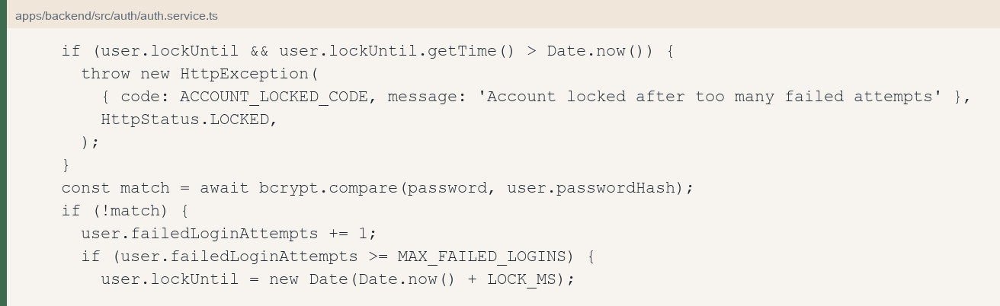 apps/backend/src/auth/auth.service.ts
if (user.lockUntil && user.lockUntil.getTime() > Date.now()) {
throw new HttpException(
{ code: ACCOUNT_LOCKED_CODE, message: 'Account locked after too many failed attempts' },
HttpStatus.LOCKED,
);
}
const match = await bcrypt.compare(password, user.passwordHash);
if (!match) {
user.failedLoginAttempts += 1;
if (user.failedLoginAttempts >= MAX_FAILED_LOGINS) {
user.lockUntil = new Date(Date.now() + LOCK_MS);